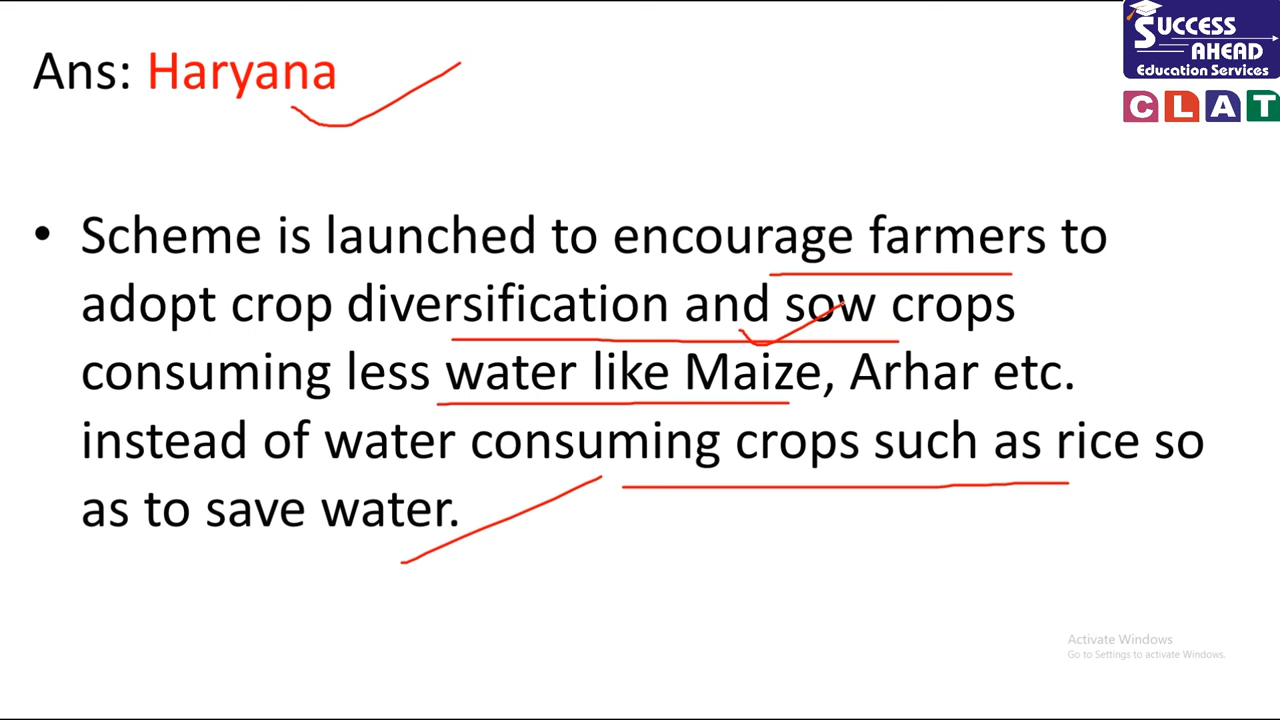 SUCCESS
AHEAD
Education Services
CLAT
Ans: Haryana
• Scheme is launched to encourage farmers to
adopt crop diversification and sow crops
consuming less water like Maize, Arhar etc.
instead of water consuming crops such as rice so
as to save water.
Activate Windows
Go to Settings to activate Windows.